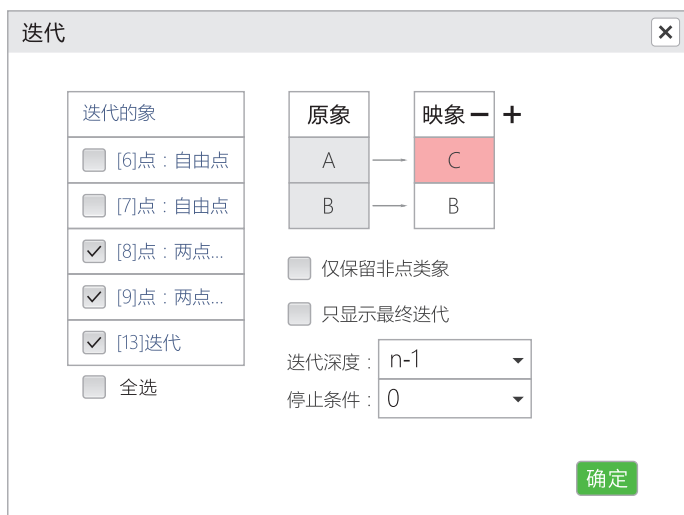 迭代
迭代的象
[6]点：自由点
[7]点：自由点
[8]点：两点...
[9]点：两点...
[13]迭代
全选
原象 映象
A C
B B
仅保留非点类象
只显示最终迭代
迭代深度： n-1
停止条件： 0
确定